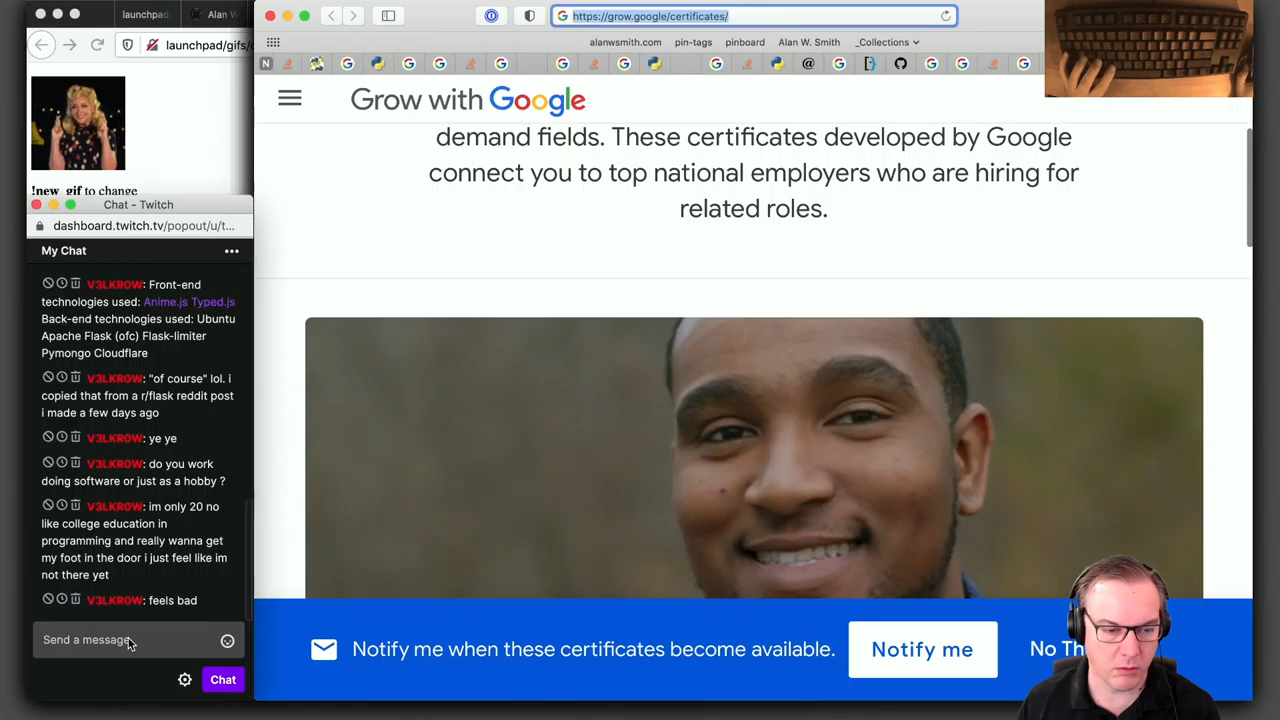 launchpad
Alan W
launchpad/gifs/
!new_gif to change
Chat - Twitch
dashboard.twitch.tv/popout/u/t...
My Chat
V3LKROW: Front-end
technologies used: Anime.js Typed.js
Back-end technologies used: Ubuntu
Apache Flask (ofc) Flask-limiter
Pymongo Cloudflare
V3LKROW: "of course" lol. i
copied that from a r/flask reddit post
i made a few days ago
V3LKROW: ye ye
V3LKROW: do you work
doing software or just as a hobby ?
V3LKROW: im only 20 no
like college education in
programming and really wanna get
my foot in the door i just feel like im
not there yet
V3LKROW: feels bad
Send a message
Chat
https://grow.google/certificates/
alanwsmith.com pin-tags pinboard Alan W. Smith _Collections
Grow with Google
demand fields. These certificates developed by Google
connect you to top national employers who are hiring for
related roles.
Notify me when these certificates become available.
Notify me
No Th